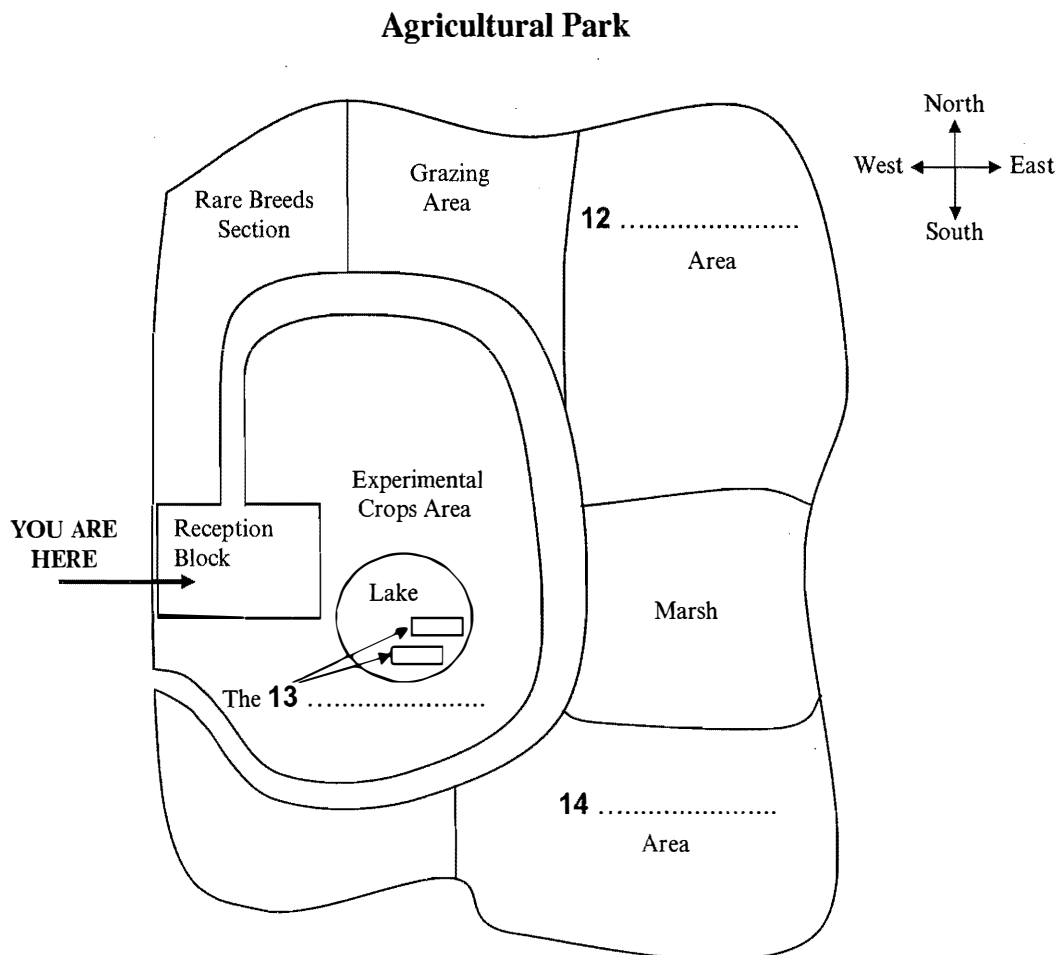 Agricultural Park
North
West
East
South
Rare Breeds
Section
Grazing
Area
12 ........................
Area
Experimental
Crops Area
YOU ARE
HERE
Reception
Block
Lake
Marsh
The 13 ........................
14 ........................
Area